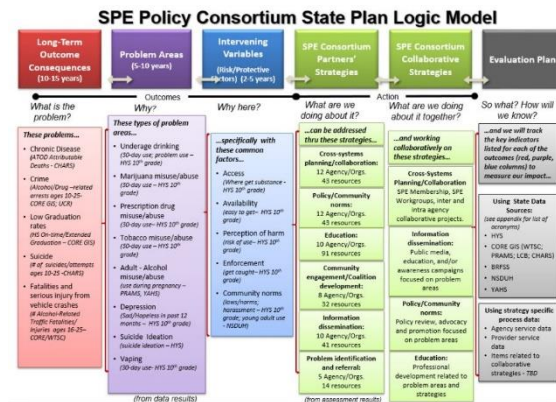 SPE Policy Consortium State Plan Logic Model
Long-Term
Outcome
Consequences
(10-15 years)
Problem Areas
(5-10 years)
Intervening
Variables
(Risk/Protective
Factors) (2-5 years)
SPE Consortium
Partners'
Strategies
SPE Consortium
Collaborative
Strategies
Evaluation Plan
Outcomes
Action
What is the
problem?
Why?
Why here?
What are we
doing about it?
What are we doing
about it together?
So what? How will we
know?
These problems...
• Chronic Disease
(ATOD Attributable
Deaths - CHARS)
• Crime
(Alcohol/Drug –related
arrests ages 10-25-
CORE GIS; UCR)
• Low Graduation
rates
(HS On-time/Extended
Graduation – CORE GIS)
• Suicide
(# of suicides/attempts
ages 10-25 -CHARS)
• Fatalities and
serious Injury from
vehicle crashes
(# Alcohol-Related
Traffic Fatalities/
Injuries ages 16-25–
CORE/WTSC)
These types of problem
areas...
• Underage drinking
(30-day use; problem use –
HYS 10th grade)
• Marijuana misuse/abuse
(30-day use – HYS 10th
grade)
• Prescription drug
misuse/abuse
(30-day use– HYS 10th grade)
• Tobacco misuse/abuse
(30-day use– HYS 10th
grade)
• Adult - Alcohol
misuse/abuse
(use during pregnancy -
PRAMS, YAHS)
• Depression
(Sad/Hopeless in past 12
months – HYS 10th grade)
• Suicide Ideation
(suicide ideation – HYS)
• Vaping
(30-day use- HYS 10th
grade)
(from data results)
...specifically with
these common
factors...
• Access
(Where get substance –
HYS 10th grade)
• Availability
(easy to get– HYS 10th
grade)
• Perception of harm
(risk of use – HYS 10th
grade)
• Enforcement
(get caught– HYS 10th
grade)
• Community norms
(laws/norms;
harassment – HYS 10th
grade; young adult use
- NSDUH)
...can be addressed
thru these strategies...
Cross-systems
planning/collaboration:
12 Agency/Orgs.
43 resources
Policy/Community
norms:
12 Agency/Orgs.
43 resources
Education:
10 Agency/Orgs.
91 resources
Community
engagement/Coalition
development:
8 Agency/Orgs.
32 resources
Information
dissemination:
10 Agency/Orgs.
41 resources
Problem identification
and referral:
5 Agency/Orgs.
14 resources
(from assessment results)
...and working
collaboratively on these
strategies...
Cross-Systems
Planning/Collaboration
SPE Membership, SPE
Workgroups, inter and
intra agency
collaborative projects.
Information
dissemination:
Public media,
education, and/or
awareness campaigns
focused on problem
areas
Policy/Community
norms:
Policy review, advocacy
and promotion focused
on problem areas
Education:
Professional
development related to
problem areas and
strategies
...and we will track
the key indicators
listed for each of the
outcomes (red, purple,
blue columns) to
measure our impact...
Using State Data
Sources:
(see appendix for list of
acronyms)
• HYS
• CORE GIS (WTSC;
PRAMS; LCB; CHARS)
• ETS
• BRFSS
• NSDUH
• YAHS
Using strategy specific
process data:
• Agency service data
• Provider service
data
• Items related to
collaborative
strategies - TBD